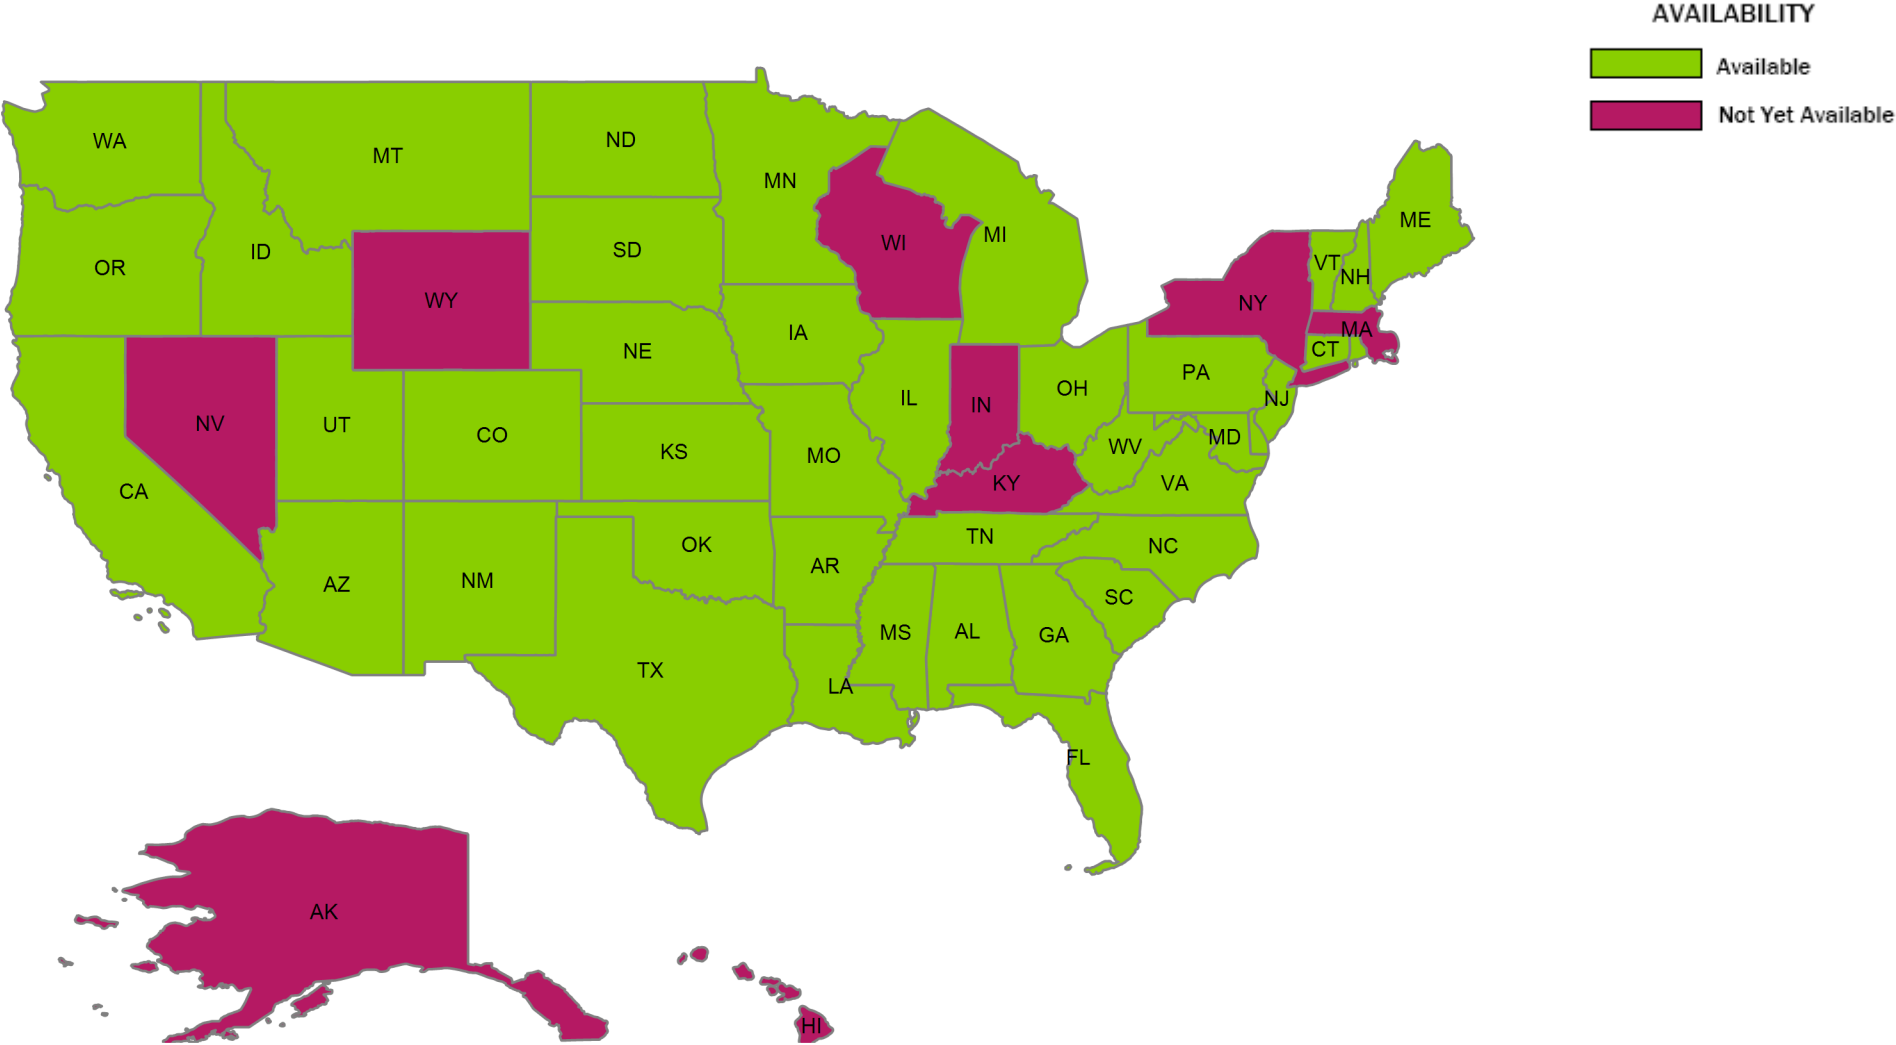 AVAILABILITY
Available
Not Yet Available
WA
MT
ND
MN
WI
MI
ME
OR
ID
SD
WY
VT
NH
NY
MA
IA
NE
CT
PA
NV
UT
CO
IL
IN
OH
NJ
KS
MO
WV
MD
CA
KY
VA
AZ
NM
OK
AR
TN
NC
SC
MS
AL
GA
TX
LA
FL
AK
HI